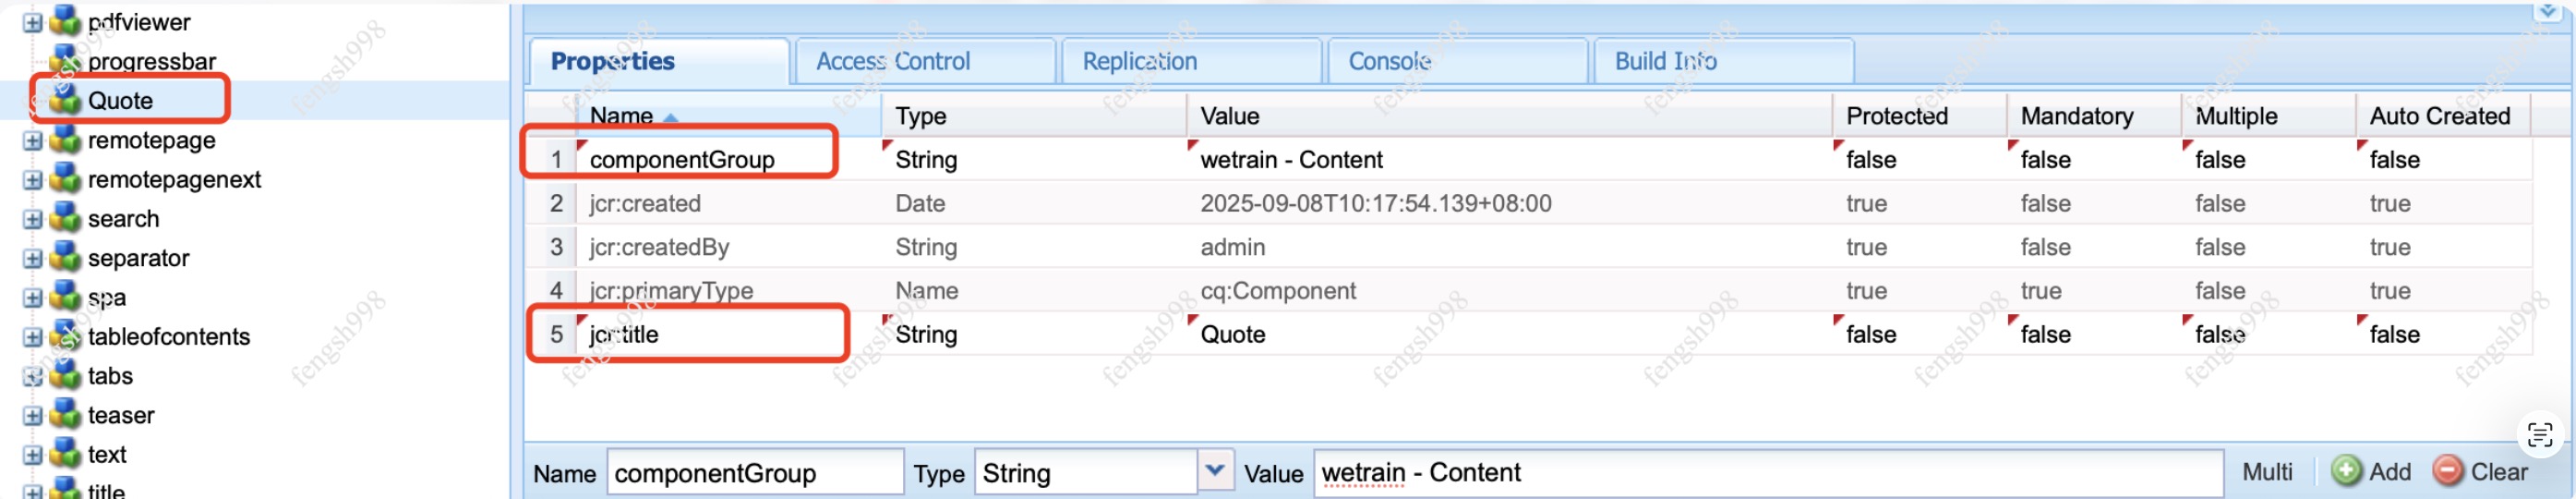 pdfviewer
progressbar
Quote
remotepage
remotepagenext
search
separator
spa
tableofcontents
tabs
teaser
text
title
Properties Access Control Replication Console Build Info
Name Type Value Protected Mandatory Multiple Auto Created
1 componentGroup String wetrain - Content false false false false
2 jcr:created Date 2025-09-08T10:17:54.139+08:00 true false false true
3 jcr:createdBy String admin true false false true
4 jcr:primaryType Name cq:Component true true false true
5 jcr:title String Quote false false false false
Name componentGroup Type String Value wetrain - Content Multi Add Clear
fengsh998